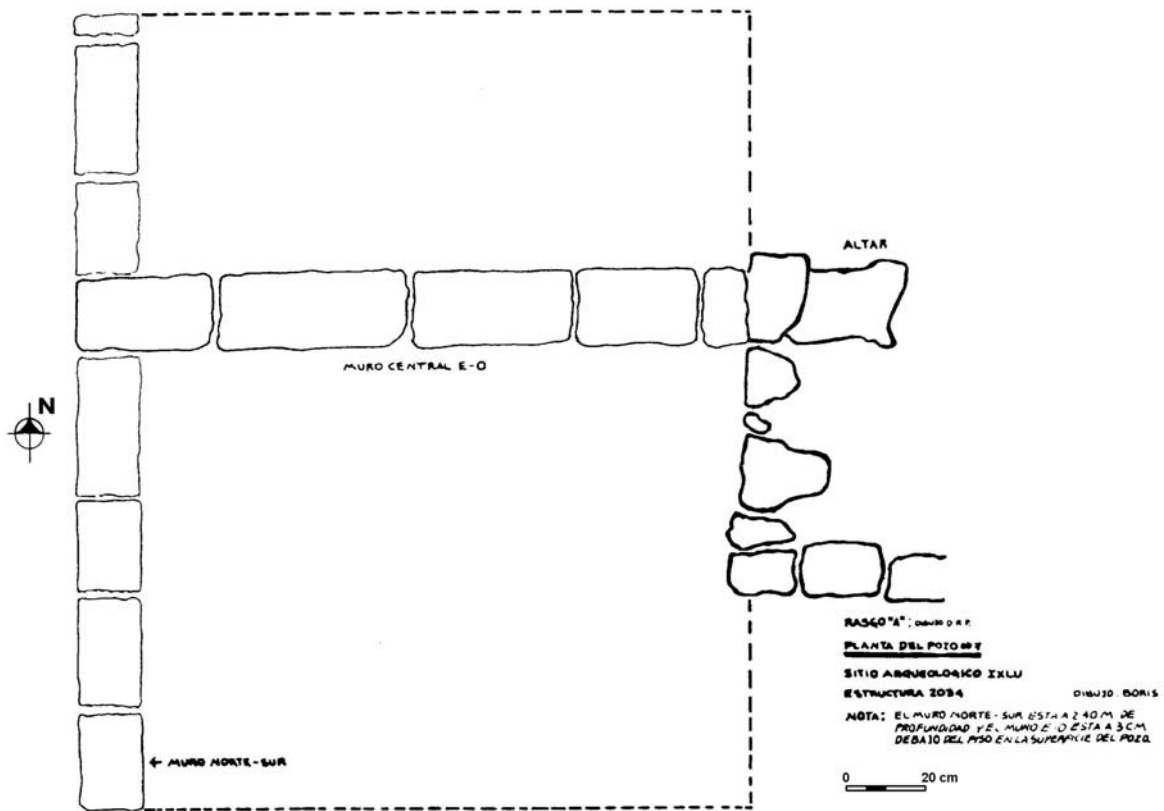 ALTAR
MURO CENTRAL E-O
N
← MURO NORTE-SUR
RASGO "A": DIBUJO D.R.P.
PLANTA DEL POZO
SITIO ARQUEOLOGICO IXLU
ESTRUCTURA 2034
DIBUJO: BORIS
NOTA: EL MURO NORTE-SUR ESTA A 2.40 M. DE
PROFUNDIDAD Y EL MURO E-O ESTA A 3 CM.
DEBAJO DEL PISO EN LA SUPERFICIE DEL POZO.
0 20 cm